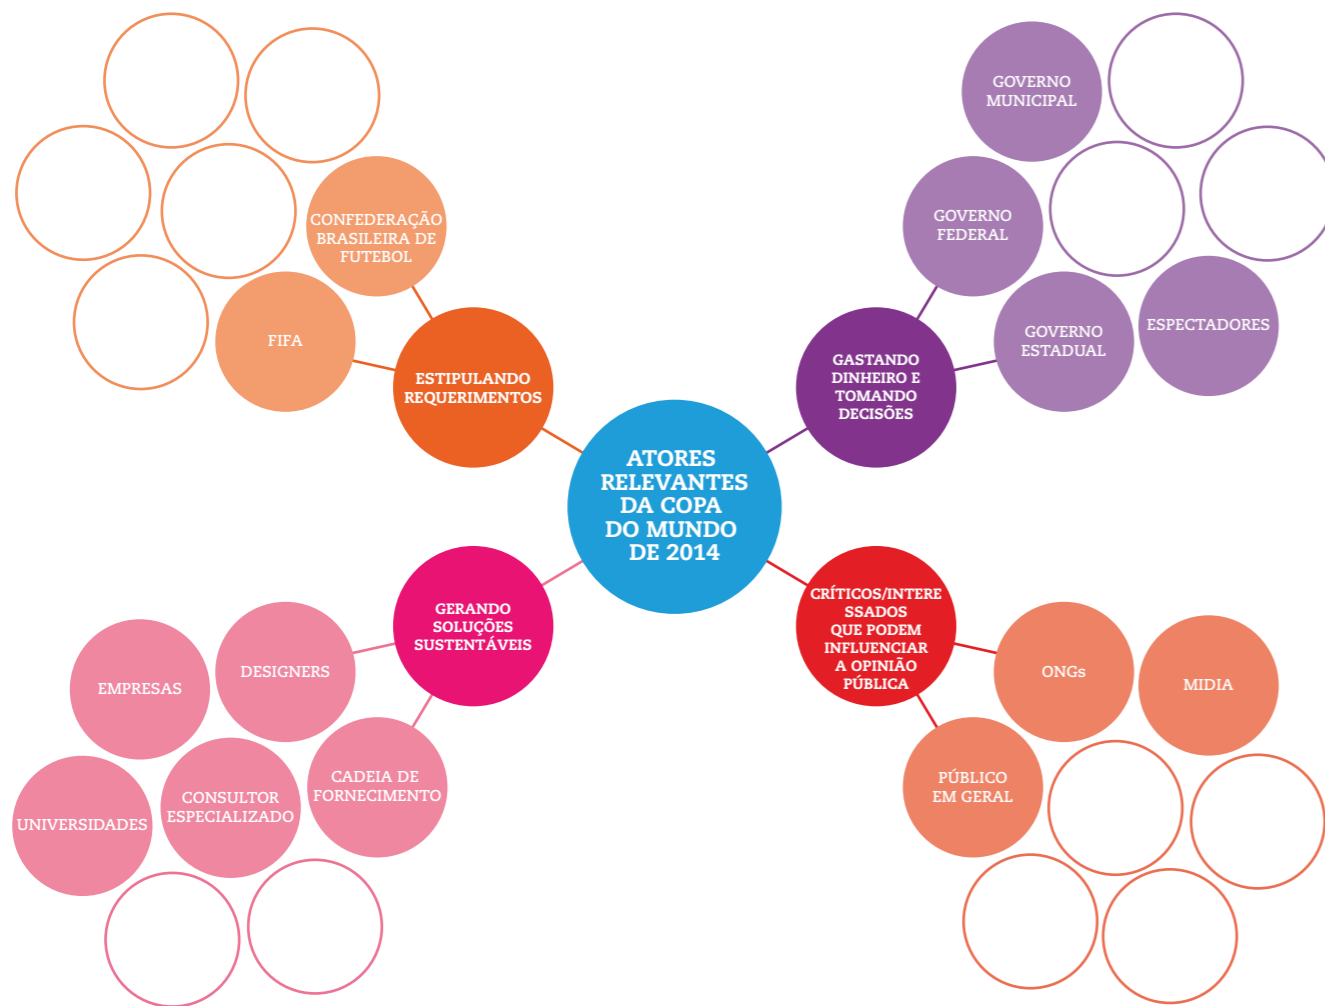 GOVERNO
MUNICIPAL
CONFEDERAÇÃO
BRASILEIRA DE
FUTEBOL
GOVERNO
FEDERAL
FIFA
GOVERNO
ESTADUAL
ESPECTADORES
ESTIPULANDO
REQUERIMENTOS
GASTANDO
DINHEIRO E
TOMANDO
DECISÕES
ATORES
RELEVANTES
DA COPA
DO MUNDO
DE 2014
GERANDO
SOLUÇÕES
SUSTENTÁVEIS
CRÍTICOS/INTERE
SSADOS
QUE PODEM
INFLUENCIAR
A OPINIÃO
PÚBLICA
EMPRESAS
DESIGNERS
ONGs
MIDIA
UNIVERSIDADES
CONSULTOR
ESPECIALIZADO
CADEIA DE
FORNECIMENTO
PÚBLICO
EM GERAL